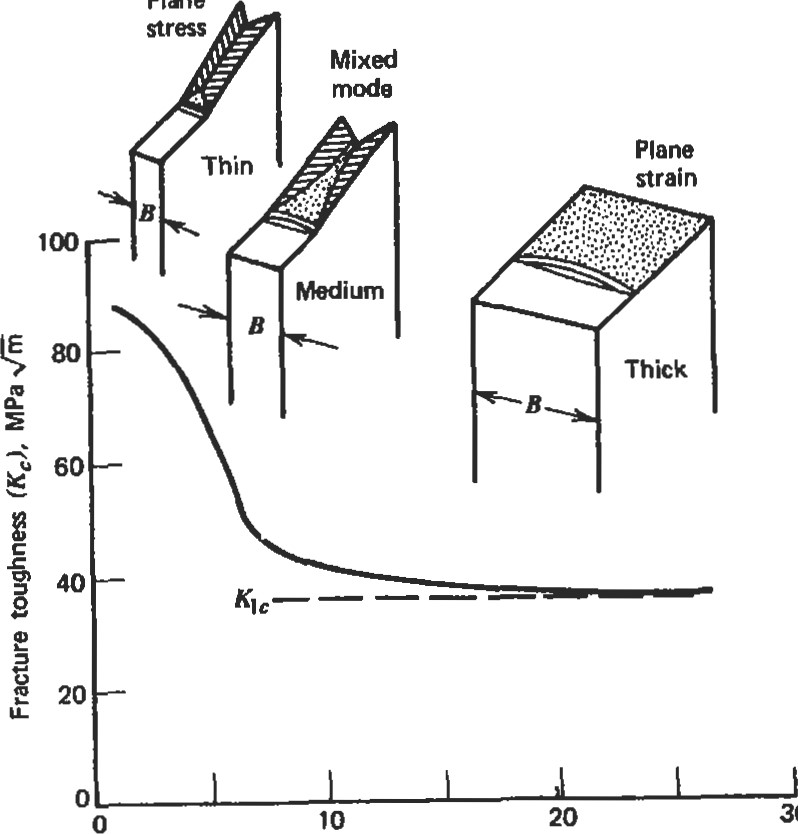 Plane
stress
Mixed
mode
Plane
strain
Thin
B
Medium
B
Thick
B
Fracture toughness (Kc), MPa √m
100
80
60
40
20
0
K1c
0
10
20